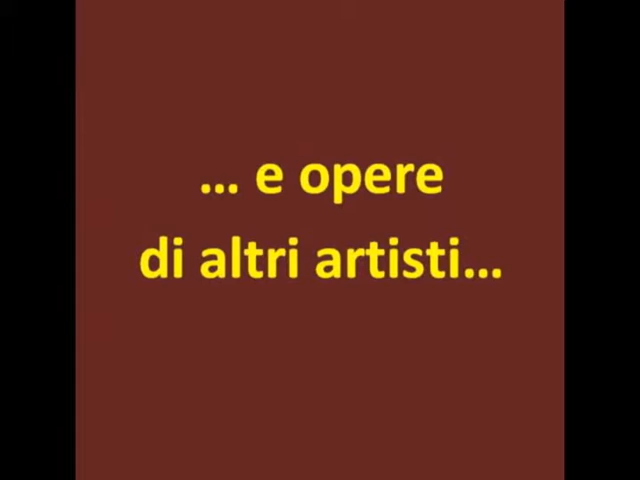 … e opere
di altri artisti…